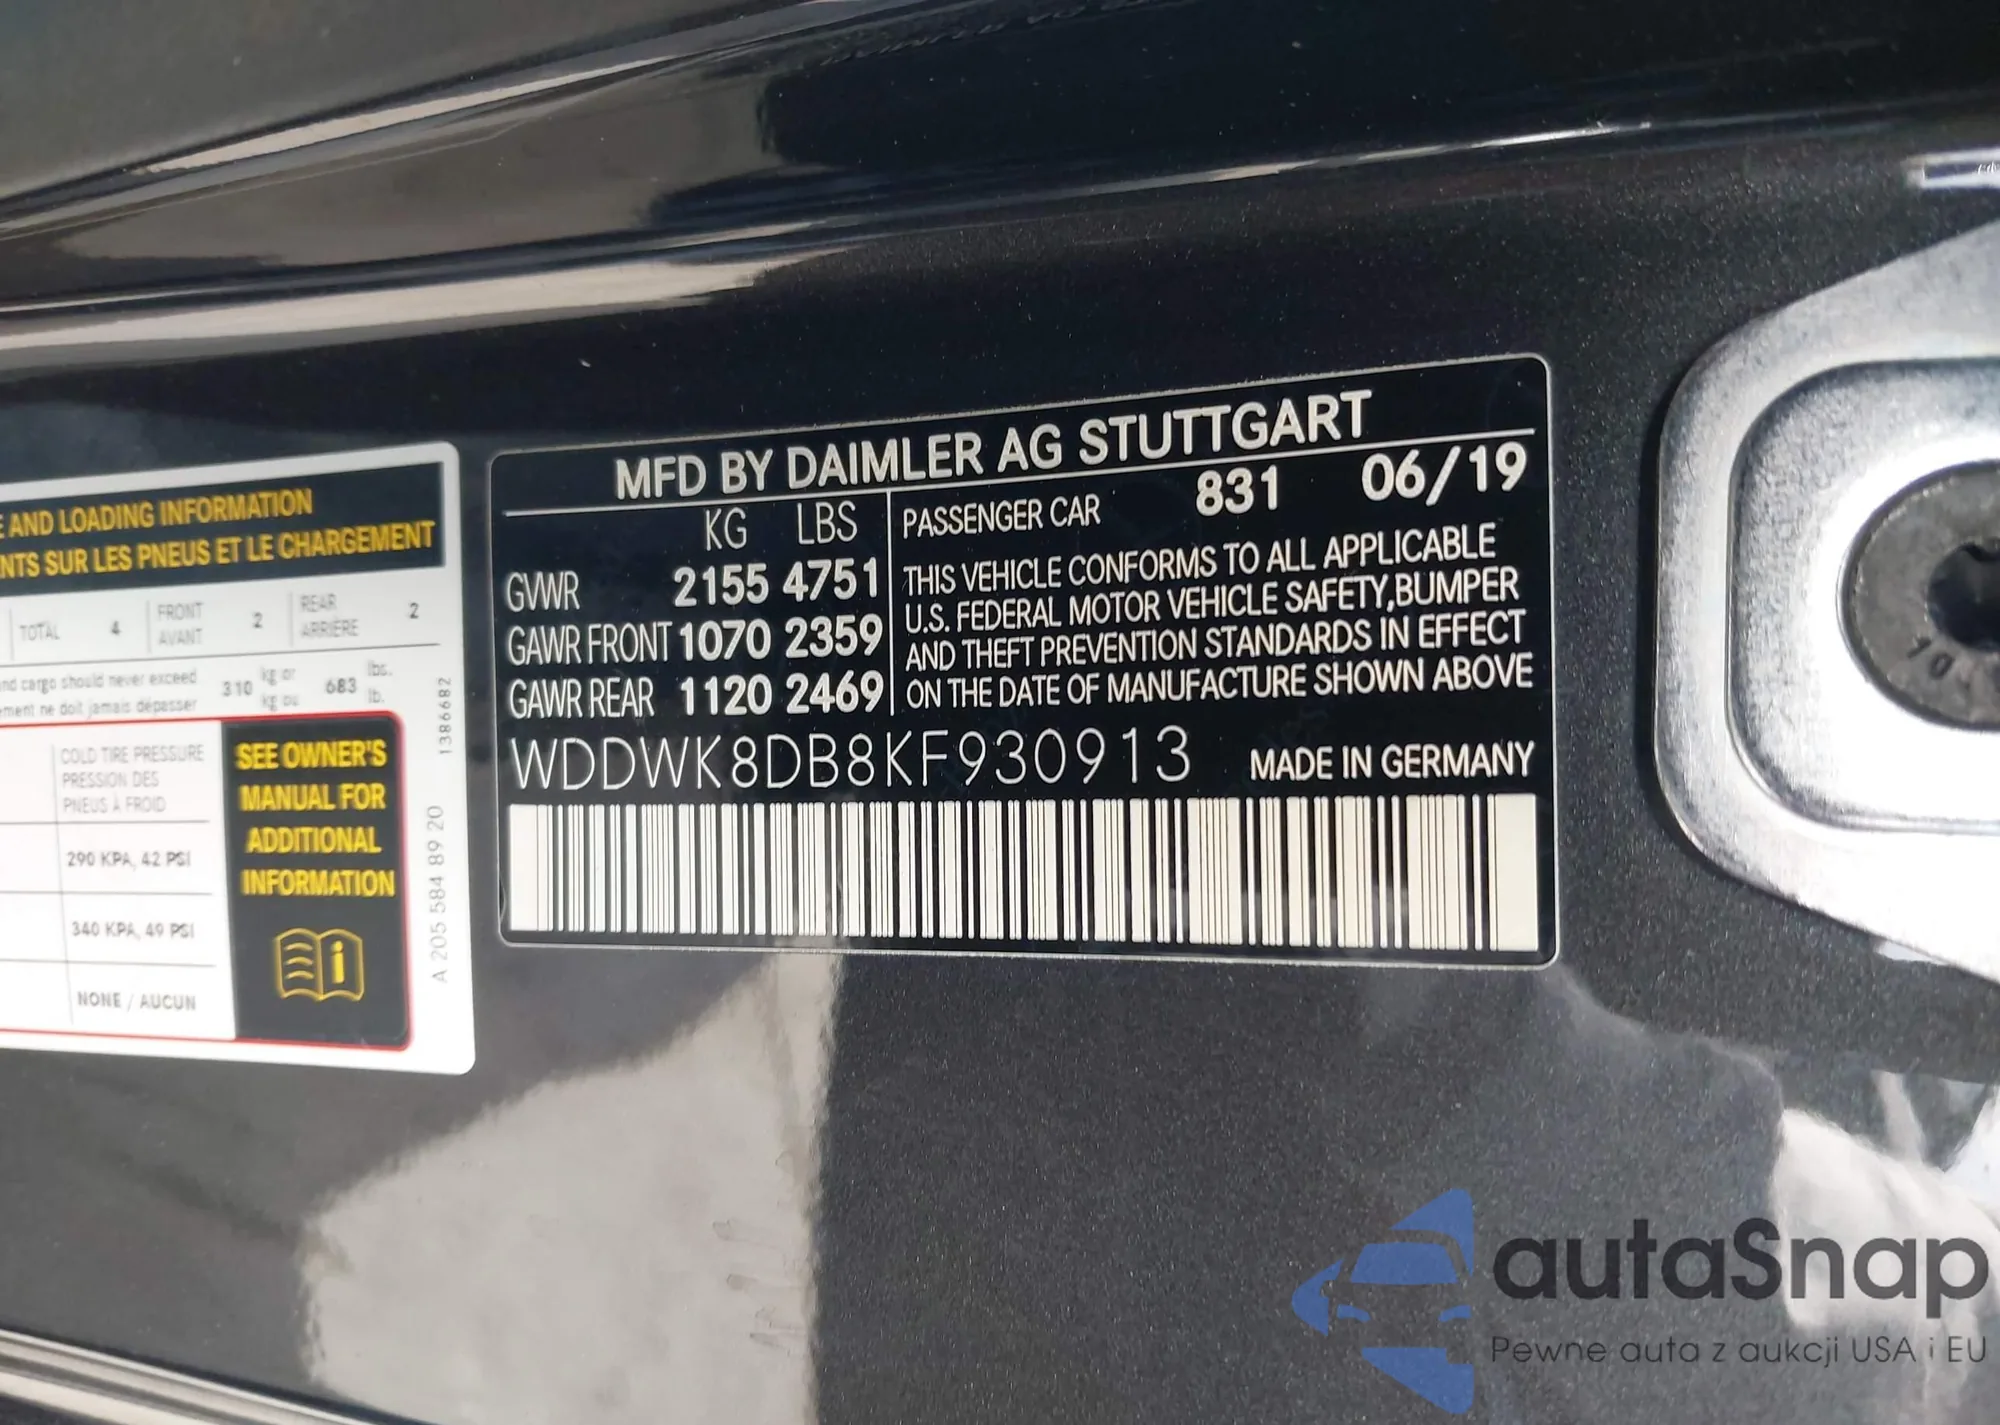 E AND LOADING INFORMATION
NTS SUR LES PNEUS ET LE CHARGEMENT
TOTAL 4 FRONT AVANT 2 REAR ARRIÈRE 2
nd cargo should never exceed 310 kg or 683 lbs.
ement ne doit jamais dépasser kg ou lb.
COLD TIRE PRESSURE
PRESSION DES
PNEUS À FROID
290 KPA, 42 PSI
340 KPA, 49 PSI
NONE / AUCUN
SEE OWNER'S
MANUAL FOR
ADDITIONAL
INFORMATION
1386682
A 205 584 89 20
MFD BY DAIMLER AG STUTTGART
KG LBS
GVWR 2155 4751
GAWR FRONT 1070 2359
GAWR REAR 1120 2469
PASSENGER CAR 831 06/19
THIS VEHICLE CONFORMS TO ALL APPLICABLE
U.S. FEDERAL MOTOR VEHICLE SAFETY,BUMPER
AND THEFT PREVENTION STANDARDS IN EFFECT
ON THE DATE OF MANUFACTURE SHOWN ABOVE
WDDWK8DB8KF930913 MADE IN GERMANY
autaSnap
Pewne auta z aukcji USA i EU